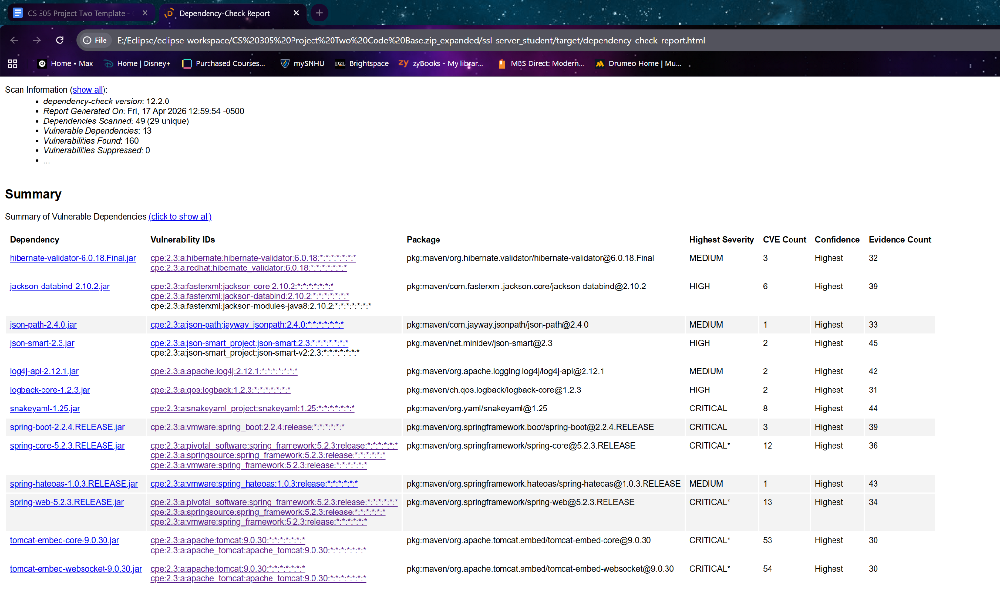 CS 305 Project Two Template -
Dependency-Check Report
File
E:/Eclipse/eclipse-workspace/CS%20305%20Project%20Two%20Code%20Base.zip_expanded/ssl-server_student/target/dependency-check-report.html
Home • Max
Home | Disney+
Purchased Courses...
mySNHU
D2L Brightspace
zy zyBooks - My librar...
MBS Direct: Modern...
Drumeo Home | Mu...
Scan Information (show all):
• dependency-check version: 12.2.0
• Report Generated On: Fri, 17 Apr 2026 12:59:54 -0500
• Dependencies Scanned: 49 (29 unique)
• Vulnerable Dependencies: 13
• Vulnerabilities Found: 160
• Vulnerabilities Suppressed: 0
• ...
Summary
Summary of Vulnerable Dependencies (click to show all)
Dependency Vulnerability IDs Package Highest Severity CVE Count Confidence Evidence Count
hibernate-validator-6.0.18.Final.jar cpe:2.3:a:hibernate:hibernate-validator:6.0.18:*:*:*:*:*:*:* pkg:maven/org.hibernate.validator/hibernate-validator@6.0.18.Final MEDIUM 3 Highest 32
cpe:2.3:a:redhat:hibernate_validator:6.0.18:*:*:*:*:*:*:*
jackson-databind-2.10.2.jar cpe:2.3:a:fasterxml:jackson-core:2.10.2:*:*:*:*:*:*:* pkg:maven/com.fasterxml.jackson.core/jackson-databind@2.10.2 HIGH 6 Highest 39
cpe:2.3:a:fasterxml:jackson-databind:2.10.2:*:*:*:*:*:*:*
cpe:2.3:a:fasterxml:jackson-modules-java8:2.10.2:*:*:*:*:*:*:*
json-path-2.4.0.jar cpe:2.3:a:json-path:jayway_jsonpath:2.4.0:*:*:*:*:*:*:* pkg:maven/com.jayway.jsonpath/json-path@2.4.0 MEDIUM 1 Highest 33
json-smart-2.3.jar cpe:2.3:a:json-smart_project:json-smart:2.3:*:*:*:*:*:*:* pkg:maven/net.minidev/json-smart@2.3 HIGH 2 Highest 45
cpe:2.3:a:json-smart_project:json-smart-v2:2.3:*:*:*:*:*:*:*
log4j-api-2.12.1.jar cpe:2.3:a:apache:log4j:2.12.1:*:*:*:*:*:*:* pkg:maven/org.apache.logging.log4j/log4j-api@2.12.1 MEDIUM 2 Highest 42
logback-core-1.2.3.jar cpe:2.3:a:qos:logback:1.2.3:*:*:*:*:*:*:* pkg:maven/ch.qos.logback/logback-core@1.2.3 HIGH 2 Highest 31
snakeyaml-1.25.jar cpe:2.3:a:snakeyaml_project:snakeyaml:1.25:*:*:*:*:*:*:* pkg:maven/org.yaml/snakeyaml@1.25 CRITICAL 8 Highest 44
spring-boot-2.2.4.RELEASE.jar cpe:2.3:a:vmware:spring_boot:2.2.4:release:*:*:*:*:*:* pkg:maven/org.springframework.boot/spring-boot@2.2.4.RELEASE CRITICAL 3 Highest 39
spring-core-5.2.3.RELEASE.jar cpe:2.3:a:pivotal_software:spring_framework:5.2.3:release:*:*:*:*:*:* pkg:maven/org.springframework/spring-core@5.2.3.RELEASE CRITICAL* 12 Highest 36
cpe:2.3:a:springsource:spring_framework:5.2.3:release:*:*:*:*:*:*
cpe:2.3:a:vmware:spring_framework:5.2.3:release:*:*:*:*:*:*
spring-hateoas-1.0.3.RELEASE.jar cpe:2.3:a:vmware:spring_hateoas:1.0.3:release:*:*:*:*:*:* pkg:maven/org.springframework.hateoas/spring-hateoas@1.0.3.RELEASE MEDIUM 1 Highest 43
spring-web-5.2.3.RELEASE.jar cpe:2.3:a:pivotal_software:spring_framework:5.2.3:release:*:*:*:*:*:* pkg:maven/org.springframework/spring-web@5.2.3.RELEASE CRITICAL* 13 Highest 34
cpe:2.3:a:springsource:spring_framework:5.2.3:release:*:*:*:*:*:*
cpe:2.3:a:vmware:spring_framework:5.2.3:release:*:*:*:*:*:*
tomcat-embed-core-9.0.30.jar cpe:2.3:a:apache:tomcat:9.0.30:*:*:*:*:*:*:* pkg:maven/org.apache.tomcat.embed/tomcat-embed-core@9.0.30 CRITICAL* 53 Highest 30
cpe:2.3:a:apache_tomcat:apache_tomcat:9.0.30:*:*:*:*:*:*:*
tomcat-embed-websocket-9.0.30.jar cpe:2.3:a:apache:tomcat:9.0.30:*:*:*:*:*:*:* pkg:maven/org.apache.tomcat.embed/tomcat-embed-websocket@9.0.30 CRITICAL* 54 Highest 30
cpe:2.3:a:apache_tomcat:apache_tomcat:9.0.30:*:*:*:*:*:*:*